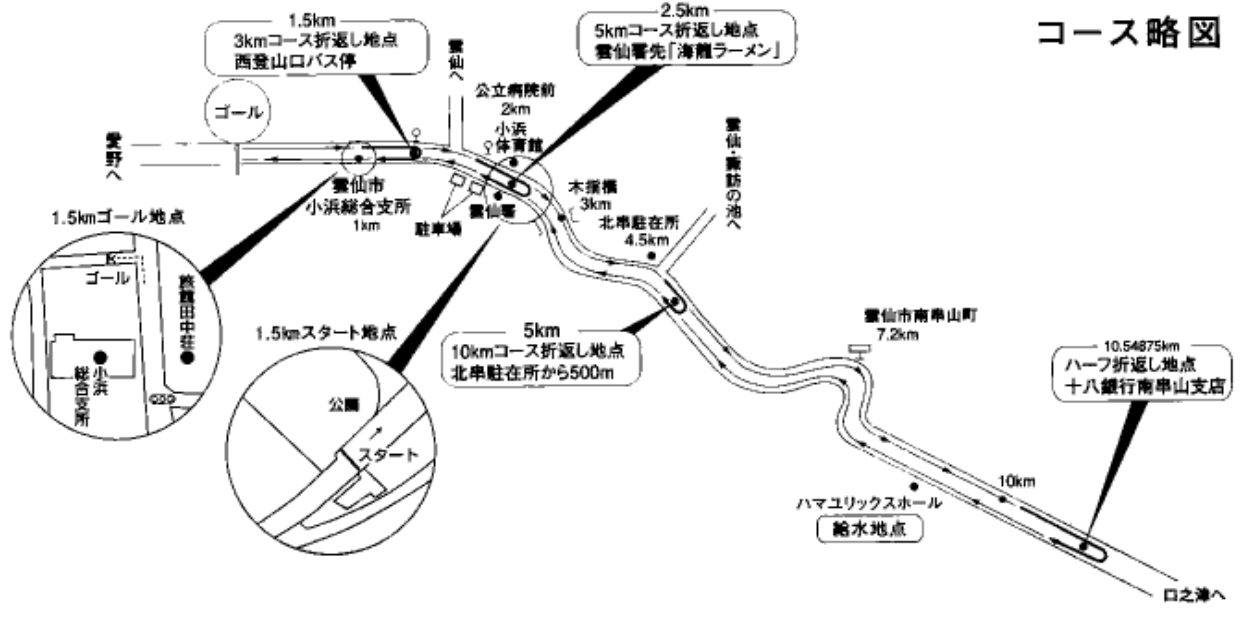 コース略図
1.5km
3kmコース折返し地点
西登山口バス停
2.5km
5kmコース折返し地点
雲仙署先「海龍ラーメン」
雲仙へ
公立病院前
2km
小浜
体育館
ゴール
愛野へ
雲仙・諏訪の池へ
雲仙市
小浜総合支所
1km
駐車場
雲仙署
木指橋
3km
北串駐在所
4.5km
1.5kmゴール地点
ゴール
旅館田中荘
小浜
総合支所
1.5kmスタート地点
公園
スタート
5km
10kmコース折返し地点
北串駐在所から500m
雲仙市南串山町
7.2km
10.54875km
ハーフ折返し地点
十八銀行南串山支店
10km
ハマユリックスホール
給水地点
口之津へ